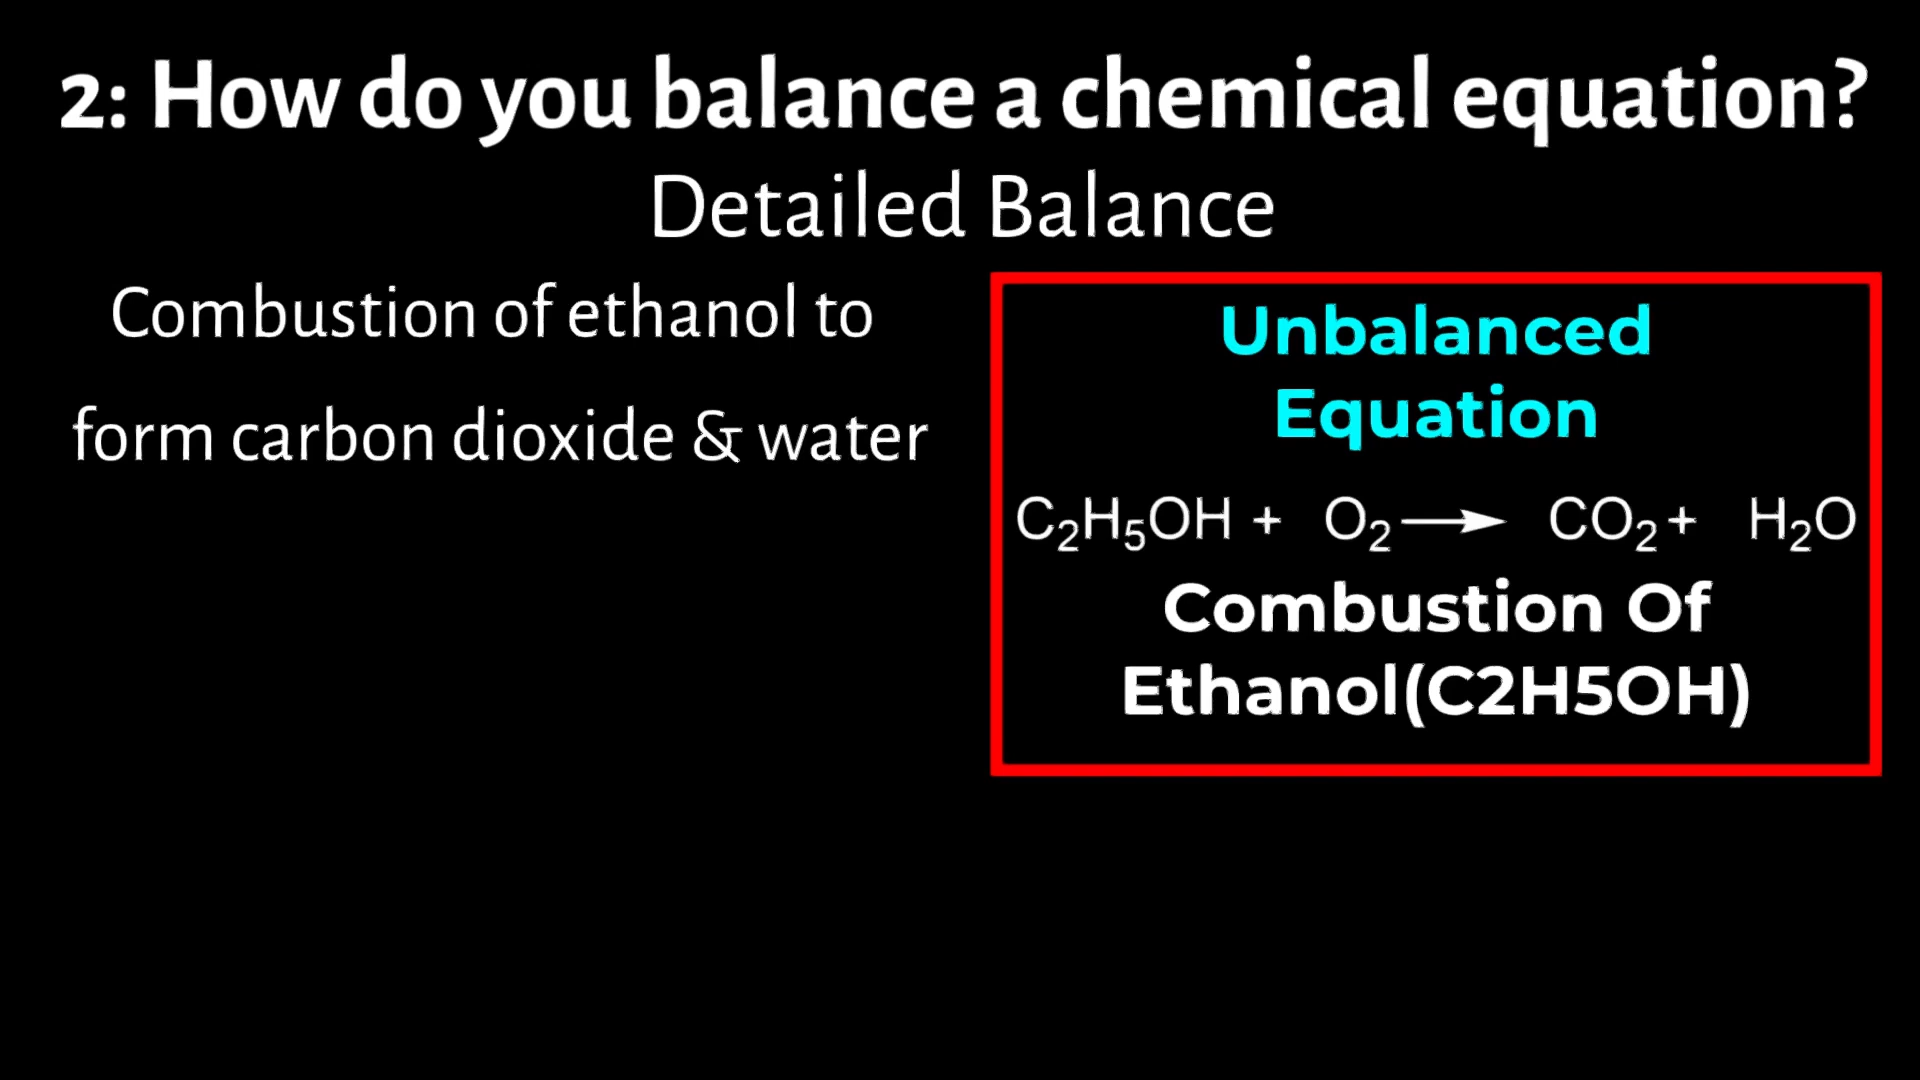 2: How do you balance a chemical equation?
Detailed Balance
Combustion of ethanol to
form carbon dioxide & water
Unbalanced
Equation
C₂H₅OH + O₂ ⟶ CO₂ + H₂O
Combustion Of
Ethanol(C2H5OH)